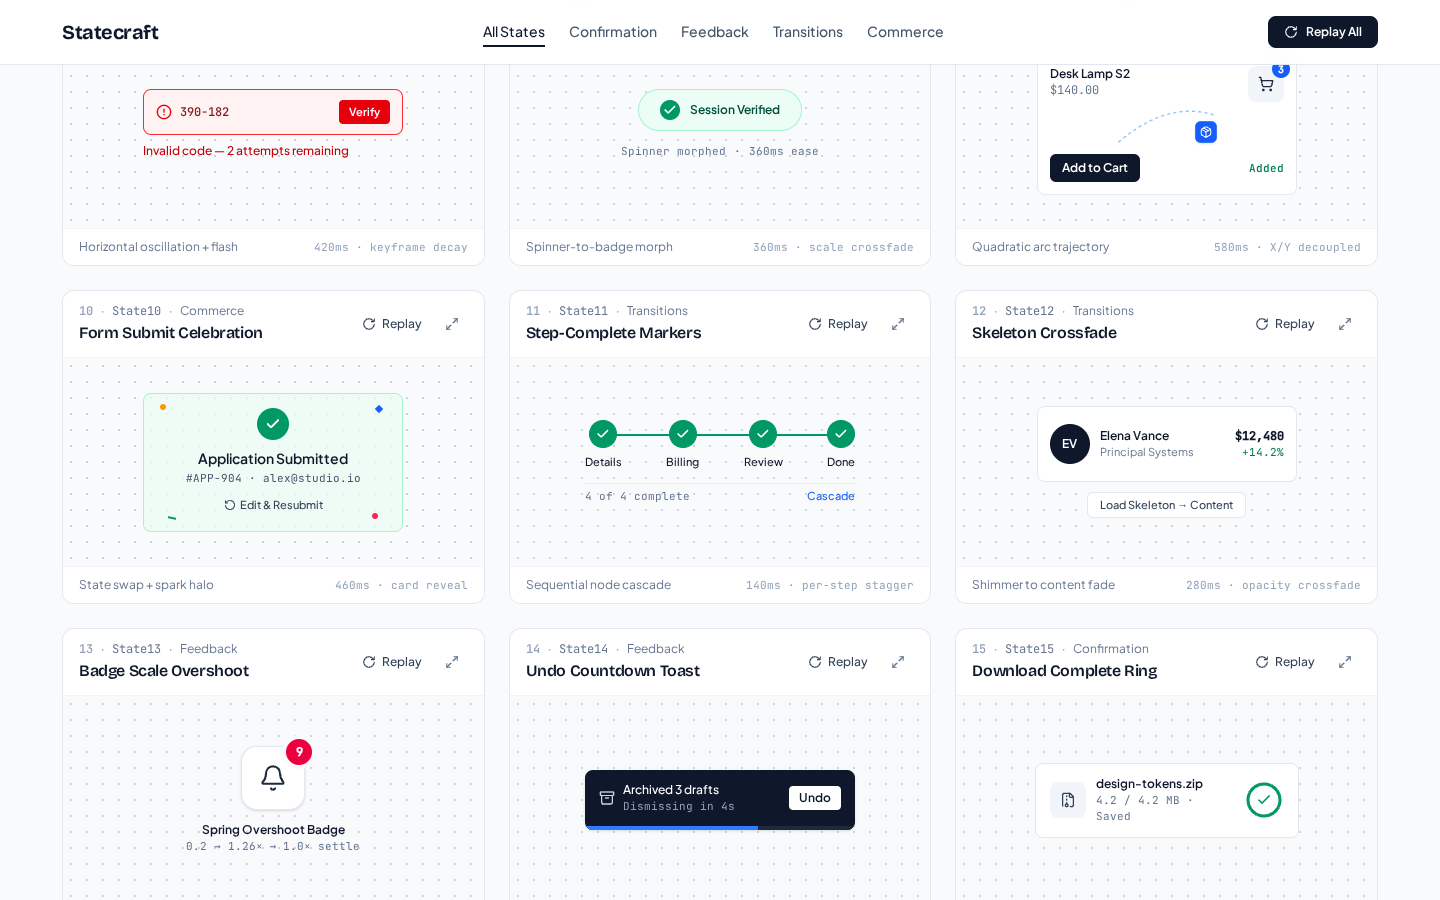 Statecraft
All States
Confirmation
Feedback
Transitions
Commerce
Replay All
390-182
Verify
Invalid code — 2 attempts remaining
Horizontal oscillation + flash
420ms · keyframe decay
Session Verified
Spinner morphed · 360ms ease
Spinner-to-badge morph
360ms · scale crossfade
Desk Lamp S2
$140.00
3
Add to Cart
Added
Quadratic arc trajectory
580ms · X/Y decoupled
10 · State10 · Commerce
Form Submit Celebration
Replay
Application Submitted
#APP-904 · alex@studio.io
Edit & Resubmit
State swap + spark halo
460ms · card reveal
11 · State11 · Transitions
Step-Complete Markers
Replay
Details
Billing
Review
Done
4 of 4 complete
Cascade
Sequential node cascade
140ms · per-step stagger
12 · State12 · Transitions
Skeleton Crossfade
Replay
EV
Elena Vance
Principal Systems
$12,480
+14.2%
Load Skeleton → Content
Shimmer to content fade
280ms · opacity crossfade
13 · State13 · Feedback
Badge Scale Overshoot
Replay
9
Spring Overshoot Badge
0.2 → 1.26× → 1.0× settle
14 · State14 · Feedback
Undo Countdown Toast
Replay
Archived 3 drafts
Dismissing in 4s
Undo
15 · State15 · Confirmation
Download Complete Ring
Replay
design-tokens.zip
4.2 / 4.2 MB ·
Saved